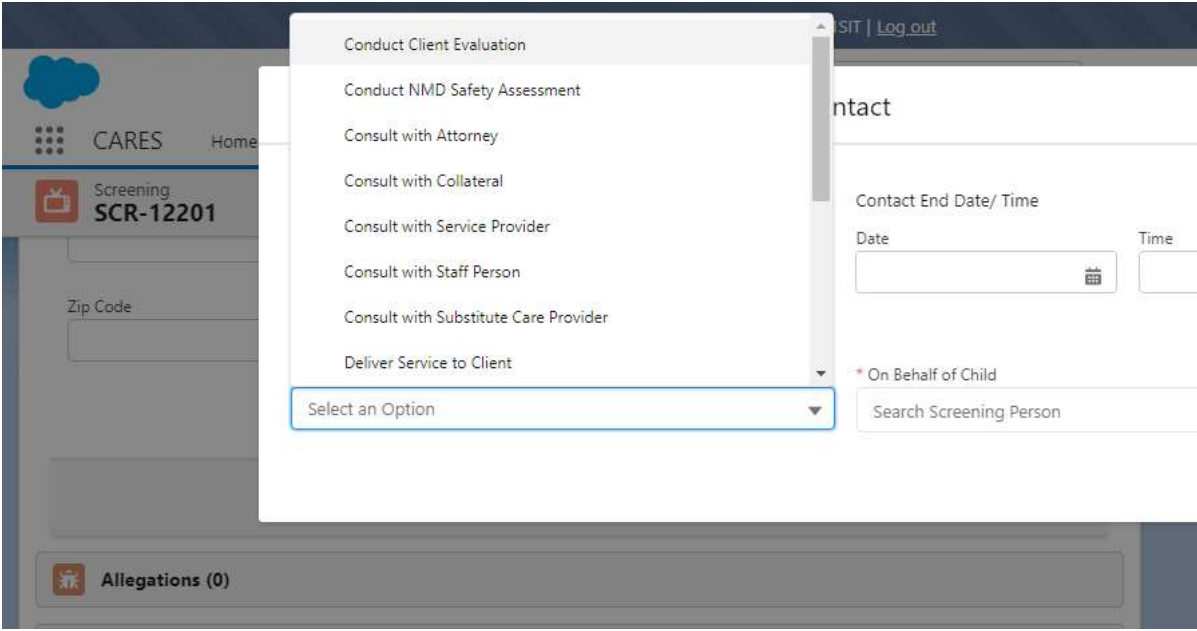 SIT | Log out
Conduct Client Evaluation
Conduct NMD Safety Assessment
Consult with Attorney
Consult with Collateral
Consult with Service Provider
Consult with Staff Person
Consult with Substitute Care Provider
Deliver Service to Client
Select an Option
ntact
Contact End Date/ Time
Date
Time
* On Behalf of Child
Search Screening Person
CARES
Home
Screening
SCR-12201
Zip Code
Allegations (0)